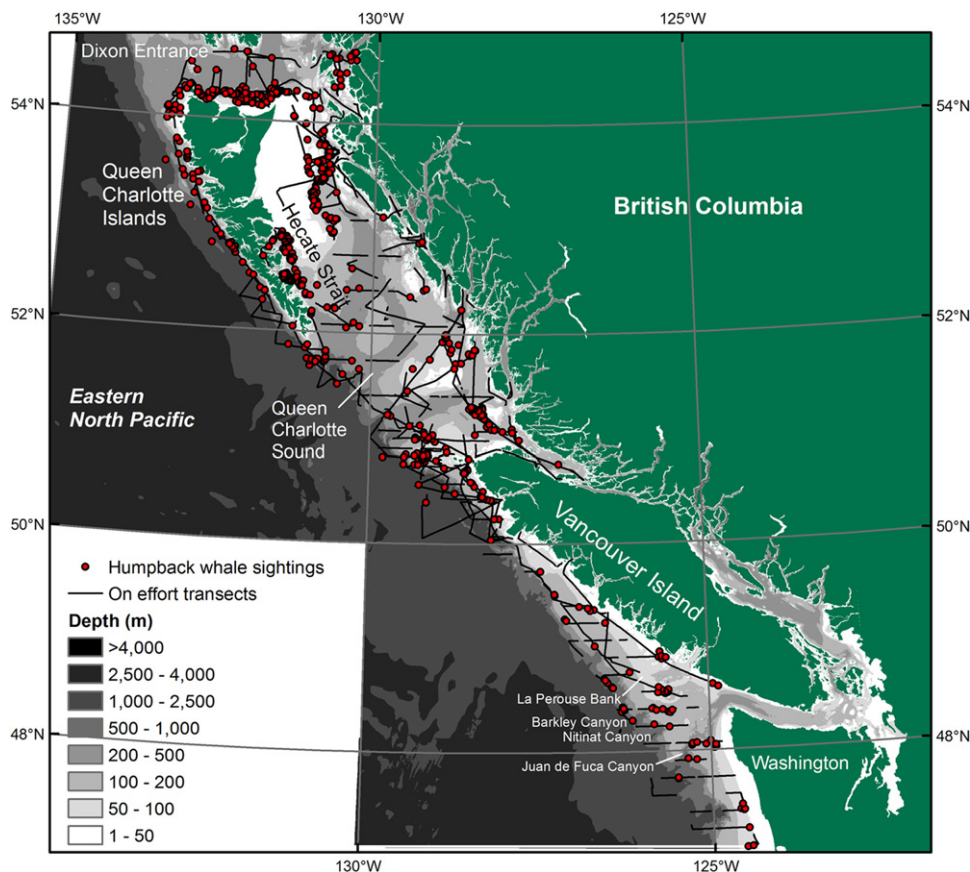 135°W
130°W
125°W
Dixon Entrance
54°N
54°N
Queen
Charlotte
Islands
Hecate Strait
British Columbia
52°N
52°N
Eastern
North Pacific
Queen
Charlotte
Sound
50°N
50°N
Vancouver Island
Humpback whale sightings
On effort transects
Depth (m)
>4,000
2,500 - 4,000
1,000 - 2,500
500 - 1,000
200 - 500
100 - 200
50 - 100
1 - 50
La Perouse Bank
Barkley Canyon
Nitinat Canyon
Juan de Fuca Canyon
Washington
48°N
48°N
130°W
125°W